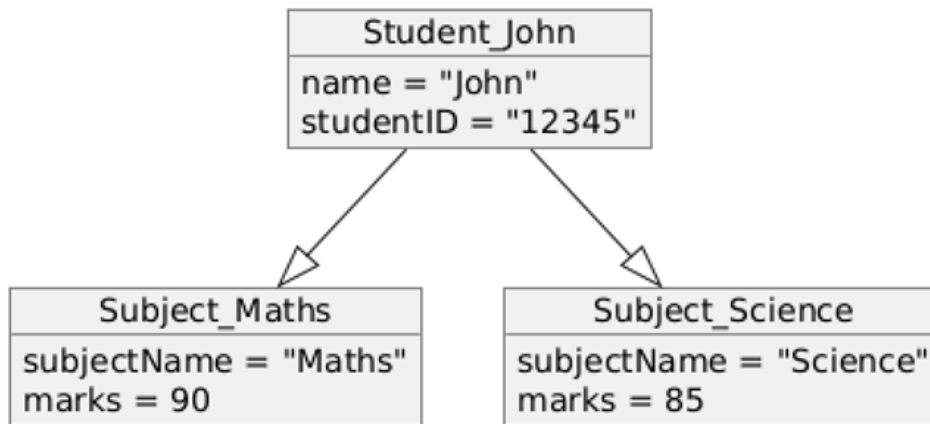 Student_John
name = "John"
studentID = "12345"
Subject_Maths
subjectName = "Maths"
marks = 90
Subject_Science
subjectName = "Science"
marks = 85